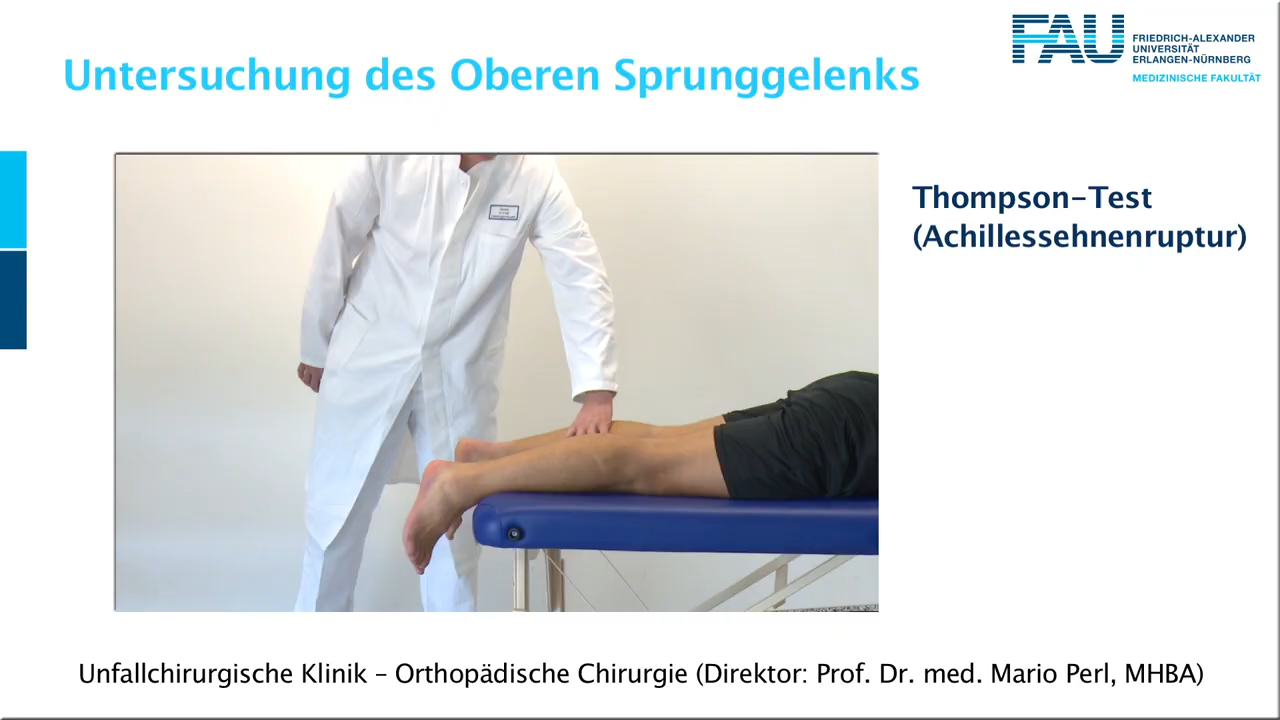 Untersuchung des Oberen Sprunggelenks
FAU
FRIEDRICH-ALEXANDER
UNIVERSITÄT
ERLANGEN-NÜRNBERG
MEDIZINISCHE FAKULTÄT
Thompson-Test
(Achillessehnenruptur)
Unfallchirurgische Klinik – Orthopädische Chirurgie (Direktor: Prof. Dr. med. Mario Perl, MHBA)